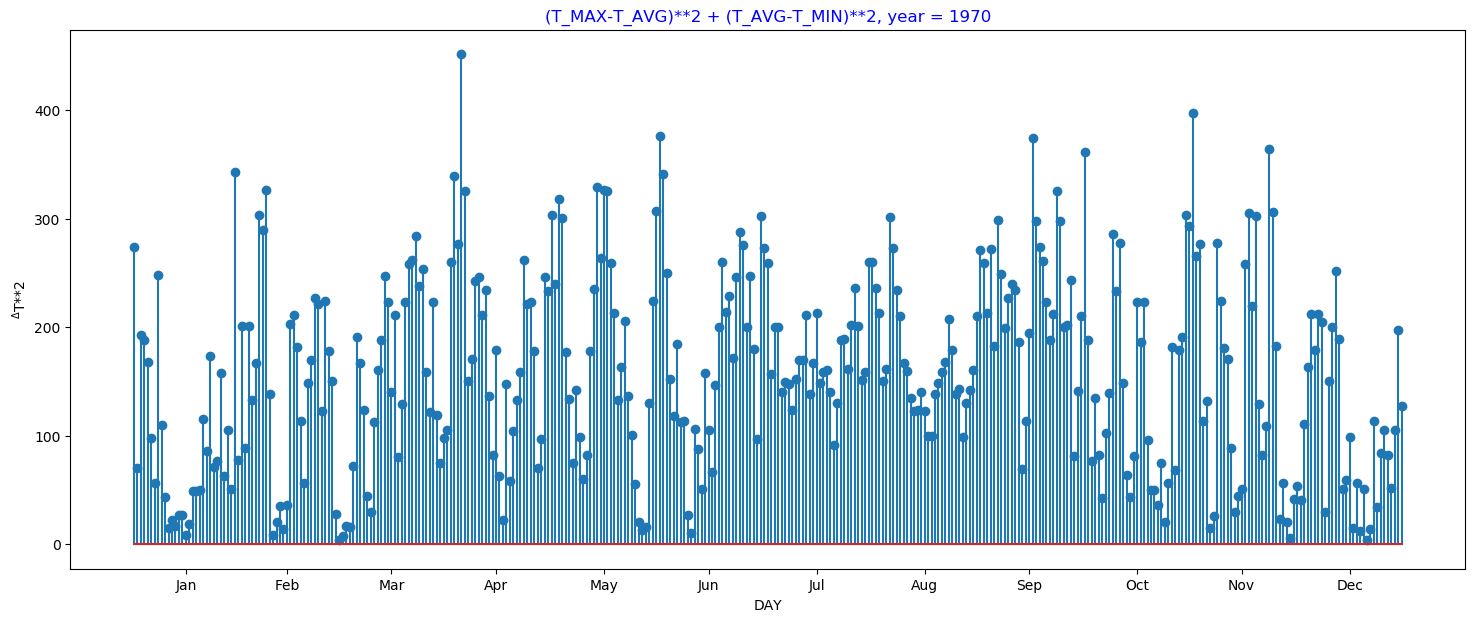 (T_MAX-T_AVG)**2 + (T_AVG-T_MIN)**2, year = 1970
ΔT**2
400
300
200
100
0
Jan Feb Mar Apr May Jun Jul Aug Sep Oct Nov Dec
DAY